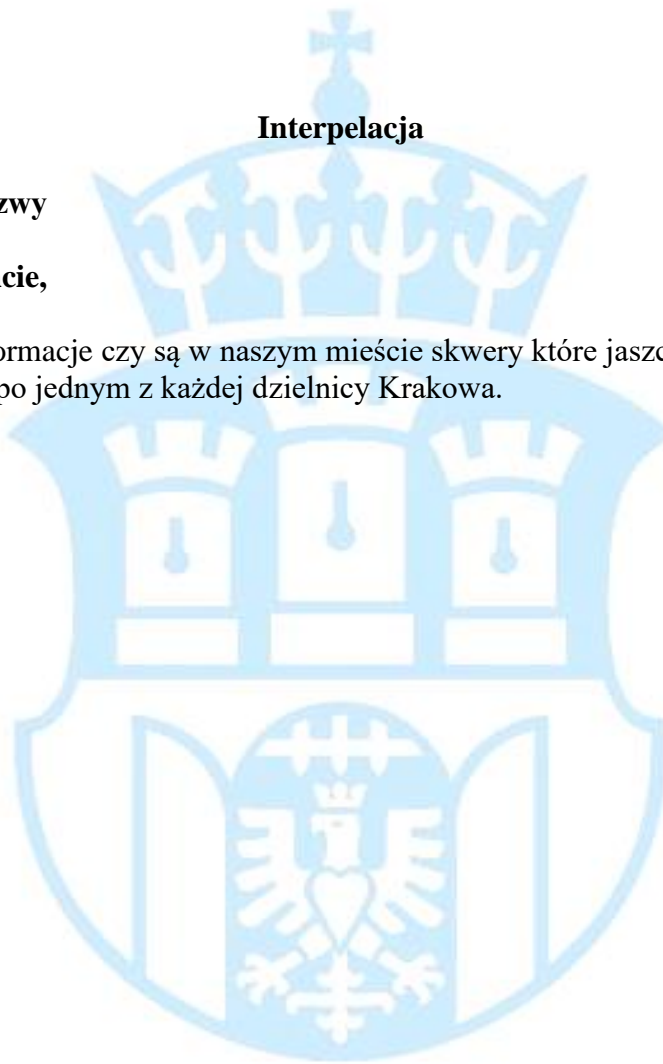 Interpelacja
zwy
cie,
ormacje czy są w naszym mieście skwery które jaszc
po jednym z każdej dzielnicy Krakowa.